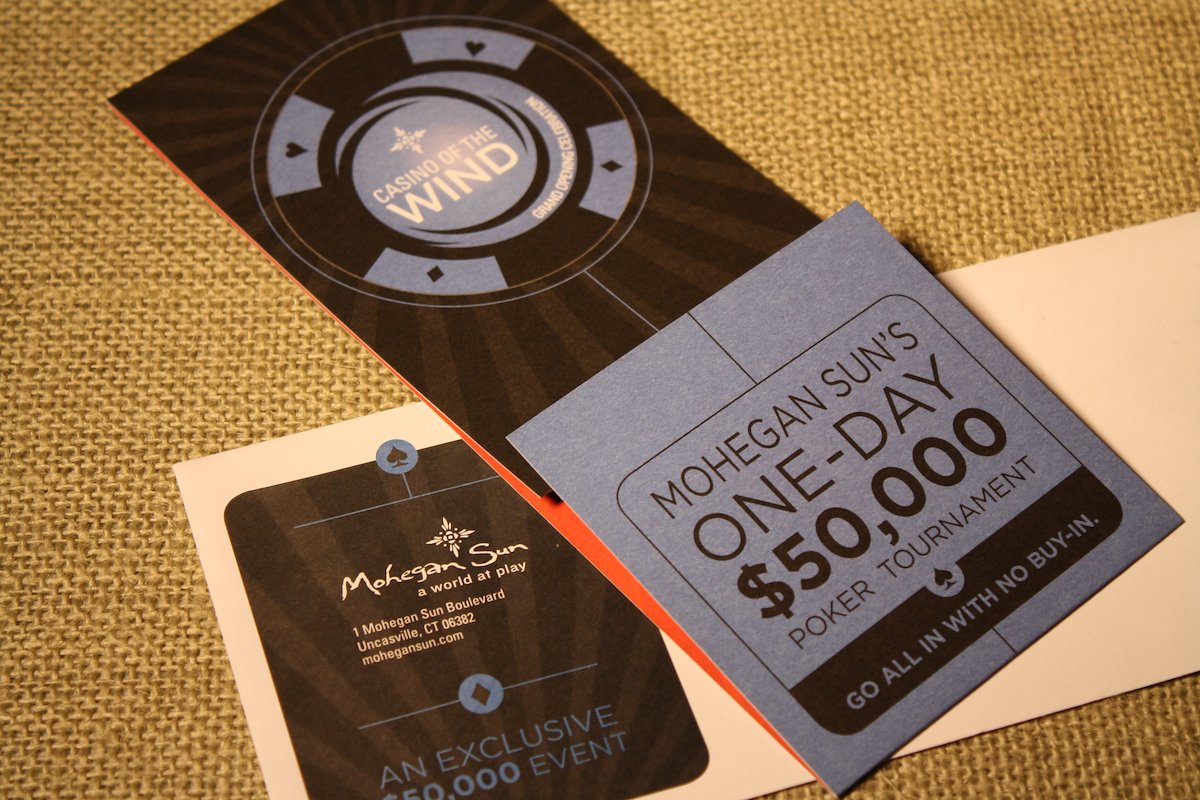 CASINO OF THE
WIND
GRAND OPENING CELEBRATION
MOHEGAN SUN'S
ONE-DAY
$50,000
POKER TOURNAMENT
GO ALL IN WITH NO BUY-IN.
Mohegan Sun
a world at play
1 Mohegan Sun Boulevard
Uncasville, CT 06382
mohegansun.com
AN EXCLUSIVE
$50,000 EVENT